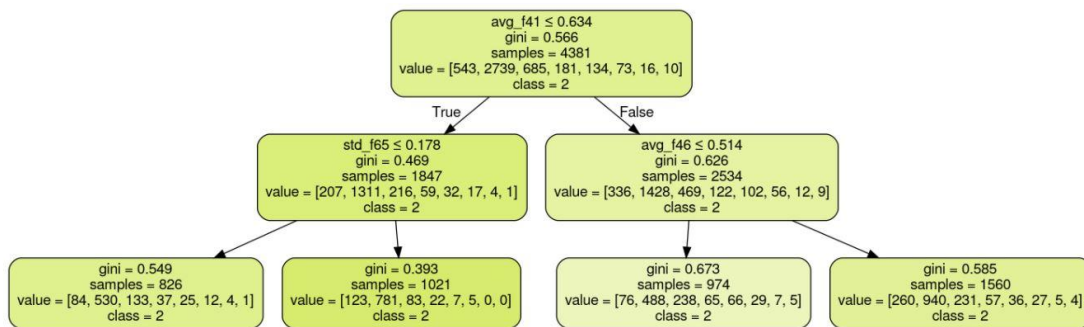 avg_f41 ≤ 0.634
gini = 0.566
samples = 4381
value = [543, 2739, 685, 181, 134, 73, 16, 10]
class = 2
True
False
std_f65 ≤ 0.178
gini = 0.469
samples = 1847
value = [207, 1311, 216, 59, 32, 17, 4, 1]
class = 2
avg_f46 ≤ 0.514
gini = 0.626
samples = 2534
value = [336, 1428, 469, 122, 102, 56, 12, 9]
class = 2
gini = 0.549
samples = 826
value = [84, 530, 133, 37, 25, 12, 4, 1]
class = 2
gini = 0.393
samples = 1021
value = [123, 781, 83, 22, 7, 5, 0, 0]
class = 2
gini = 0.673
samples = 974
value = [76, 488, 238, 65, 66, 29, 7, 5]
class = 2
gini = 0.585
samples = 1560
value = [260, 940, 231, 57, 36, 27, 5, 4]
class = 2